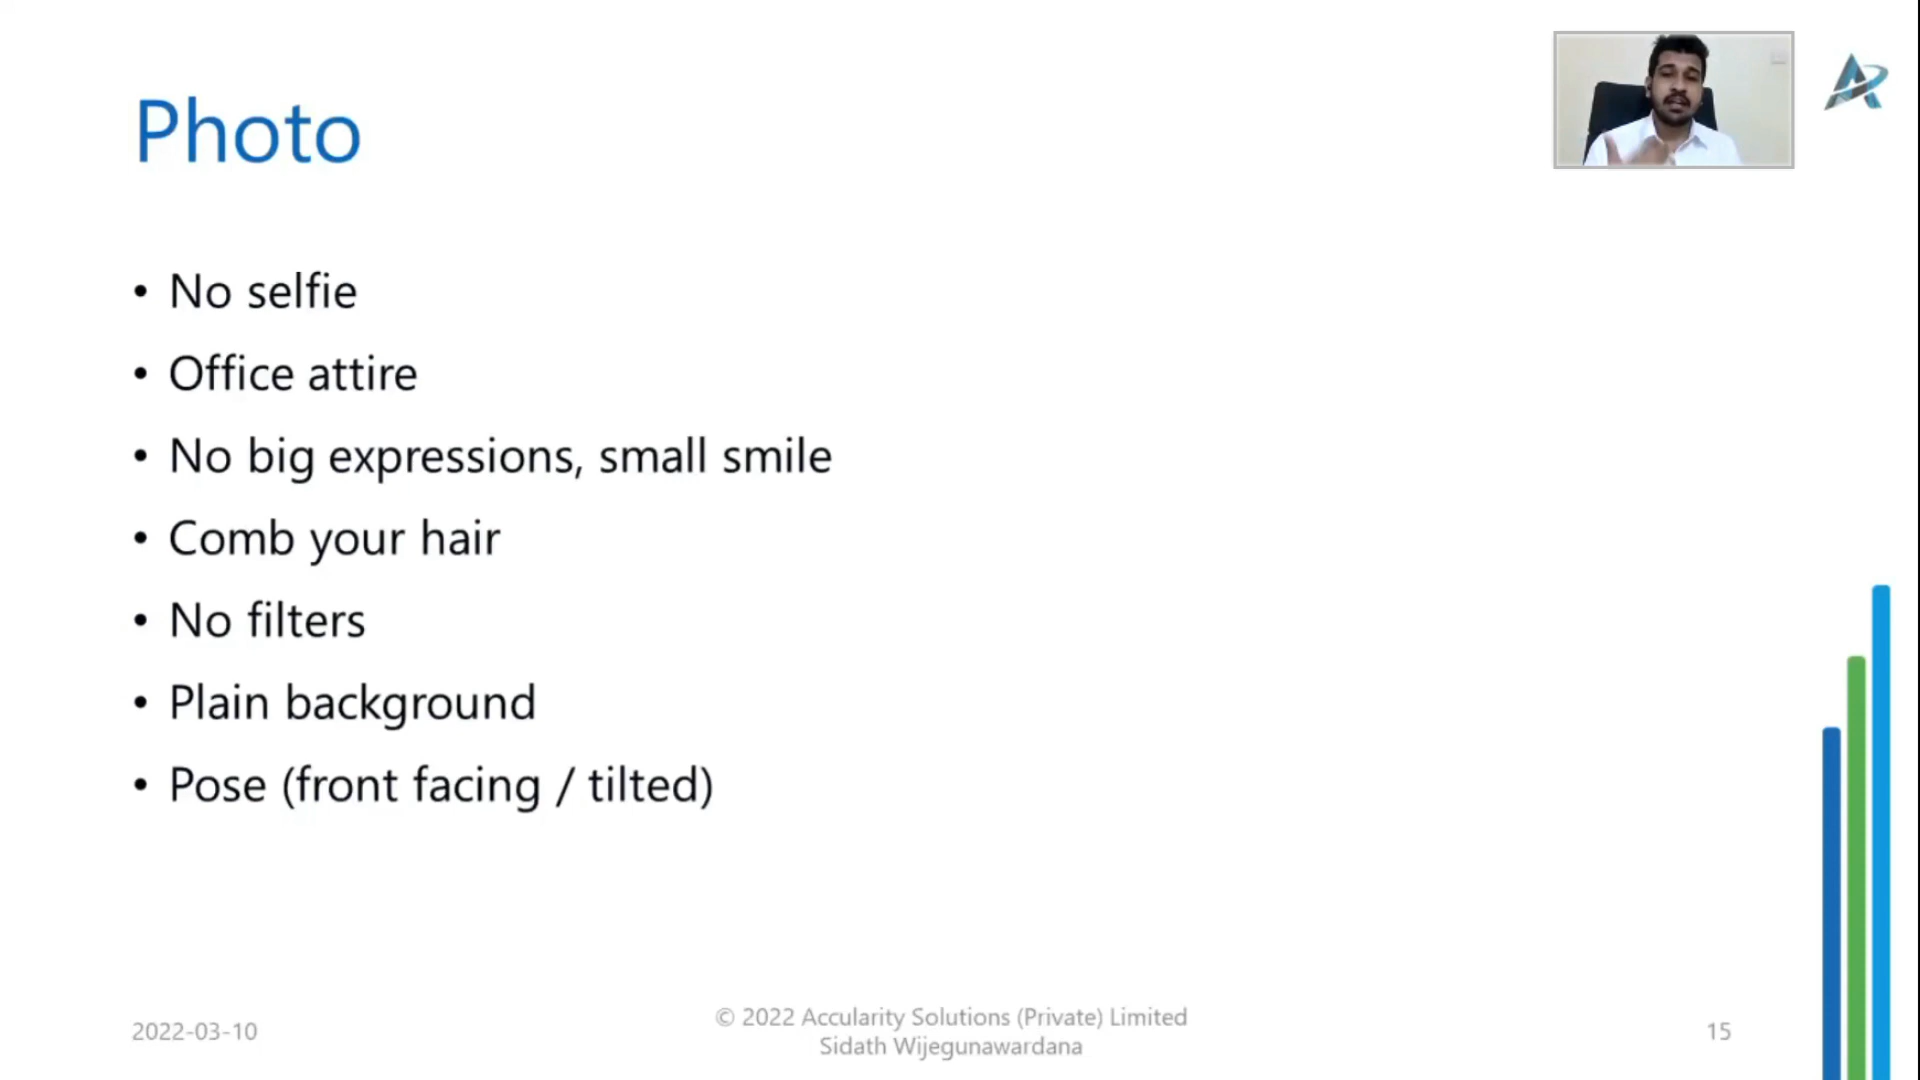 Photo
• No selfie
• Office attire
• No big expressions, small smile
• Comb your hair
• No filters
• Plain background
• Pose (front facing / tilted)
2022-03-10
© 2022 Accularity Solutions (Private) Limited
Sidath Wijegunawardana
15